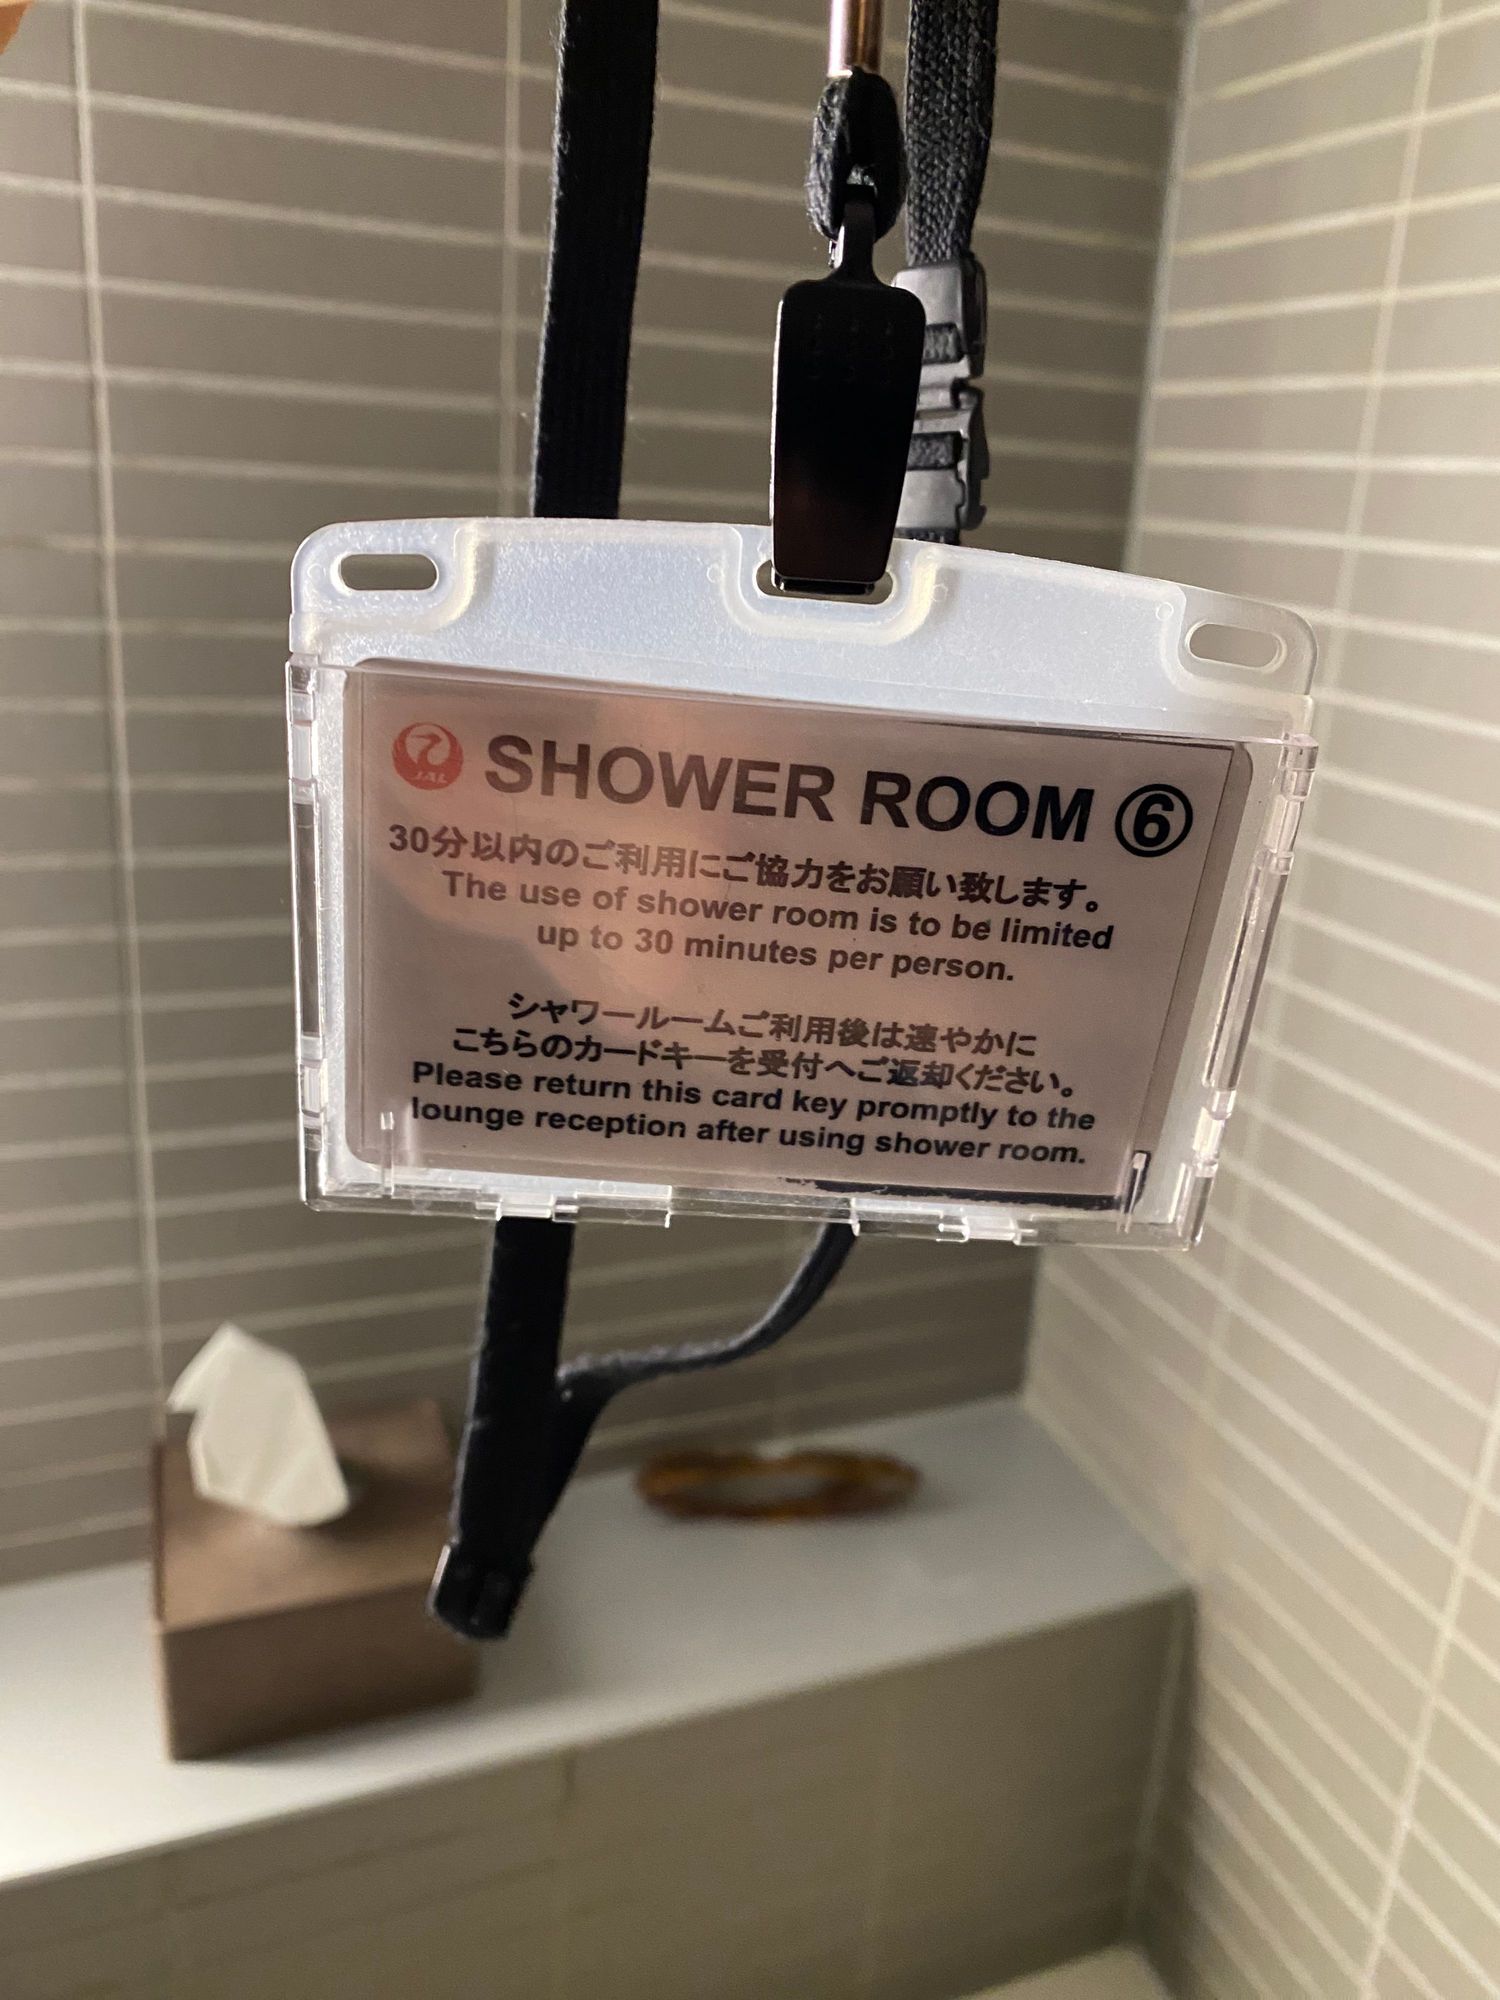 JAL
SHOWER ROOM ⑥
30分以内のご利用にご協力をお願い致します。
The use of shower room is to be limited
up to 30 minutes per person.
シャワールームご利用後は速やかに
こちらのカードキーを受付へご返却ください。
Please return this card key promptly to the
lounge reception after using shower room.